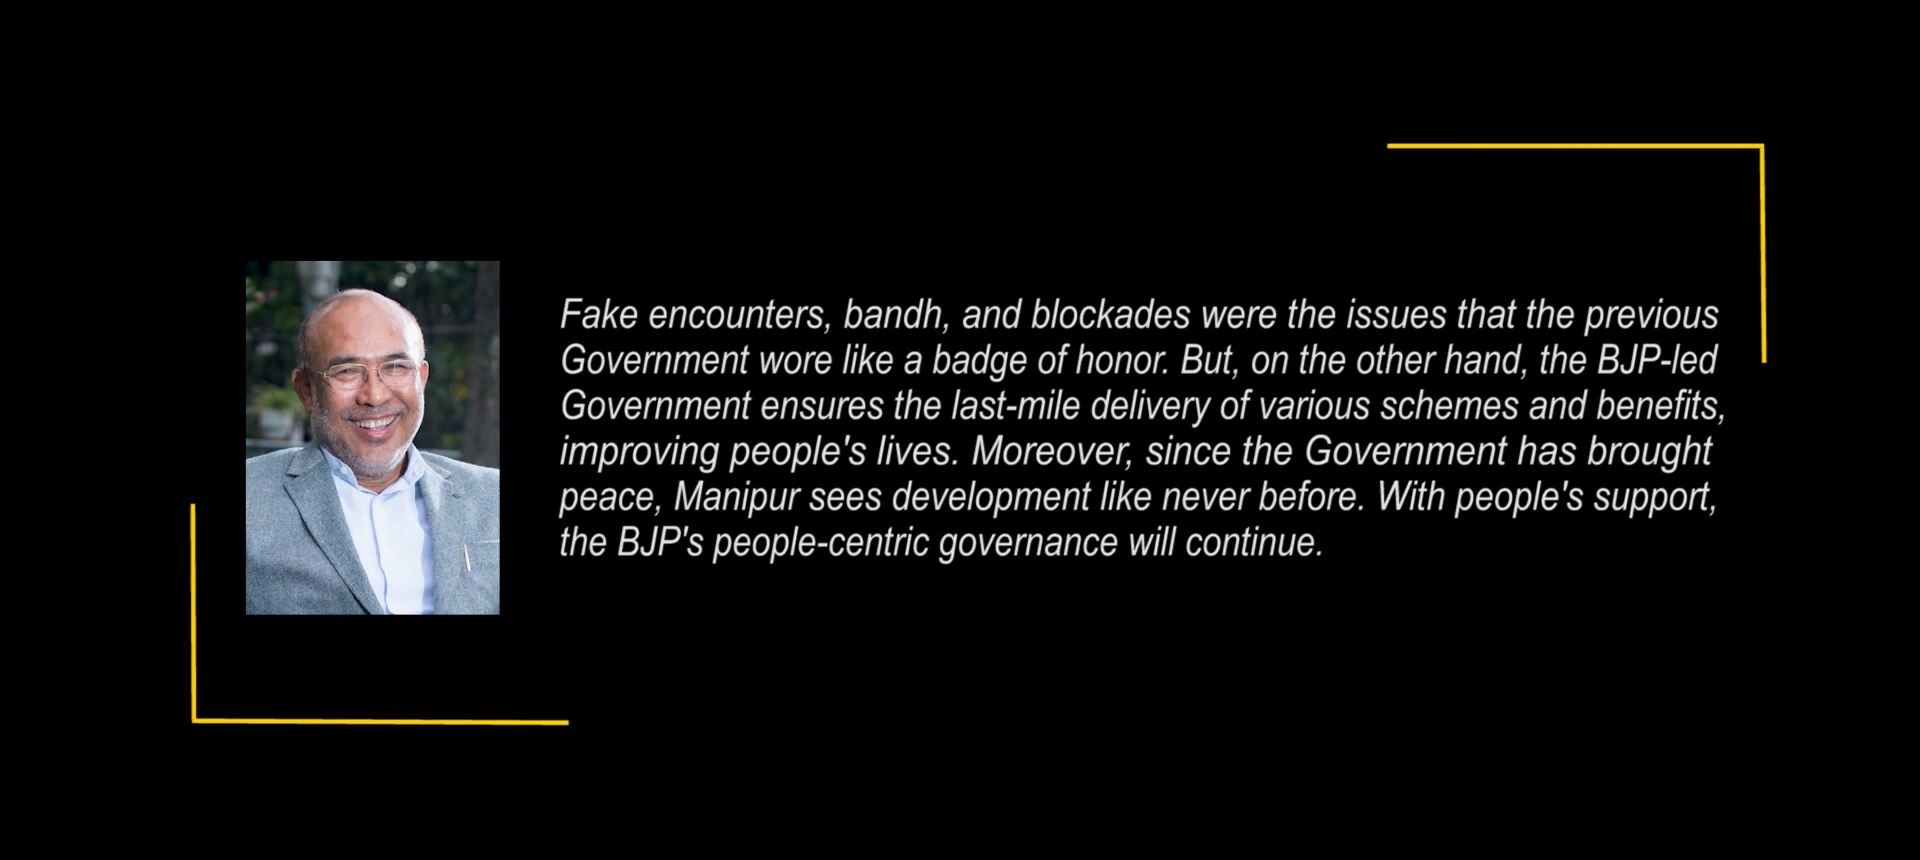 Fake encounters, bandh, and blockades were the issues that the previous
Government wore like a badge of honor. But, on the other hand, the BJP-led
Government ensures the last-mile delivery of various schemes and benefits,
improving people's lives. Moreover, since the Government has brought
peace, Manipur sees development like never before. With people's support,
the BJP's people-centric governance will continue.